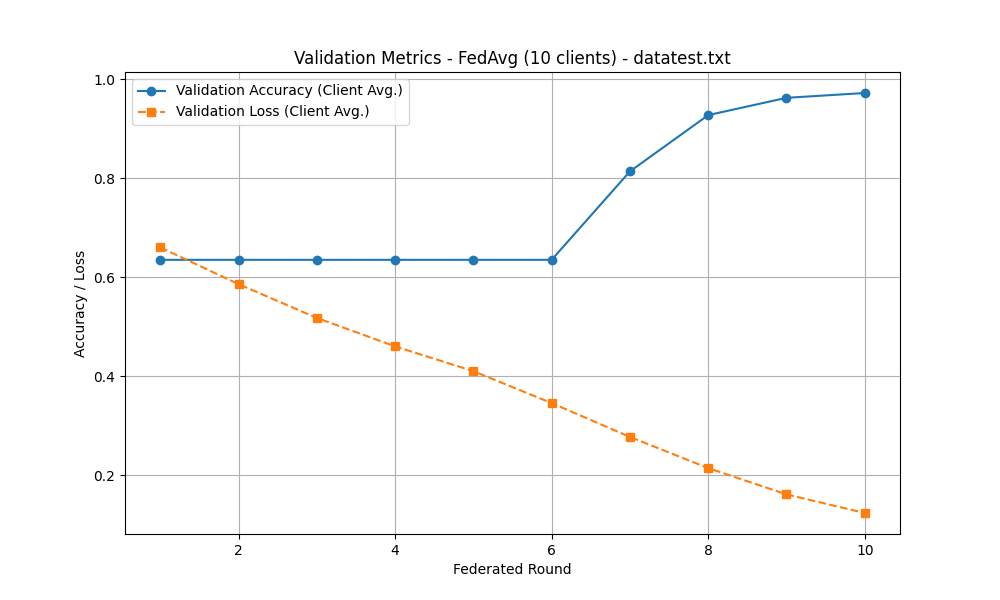 Validation Metrics - FedAvg (10 clients) - datatest.txt
Validation Accuracy (Client Avg.)
Validation Loss (Client Avg.)
Accuracy / Loss
1.0
0.8
0.6
0.4
0.2
2 4 6 8 10
Federated Round